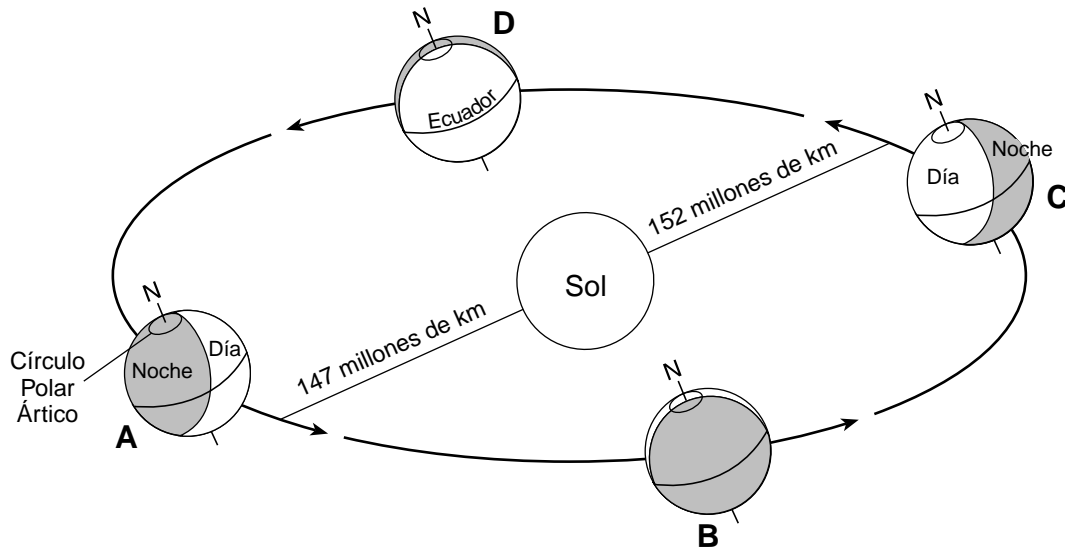 N
D
Ecuador
N
Noche
Día
C
152 millones de km
Sol
147 millones de km
N
Día
Noche
Círculo
Polar
Ártico
A
N
B